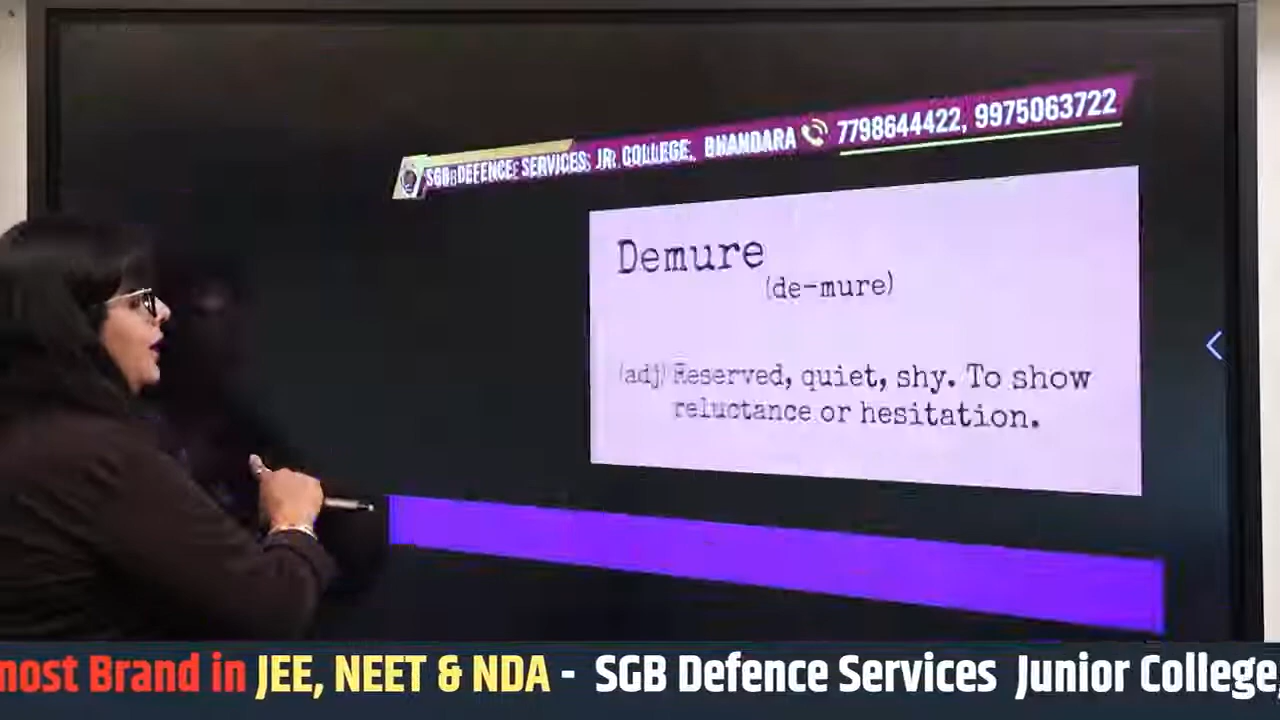 SGB DEFENCE SERVICES JR. COLLEGE, BHANDARA 7798644422, 9975063722
Demure
(de-mure)
(adj) Reserved, quiet, shy. To show
reluctance or hesitation.
most Brand in JEE, NEET & NDA - SGB Defence Services Junior College,